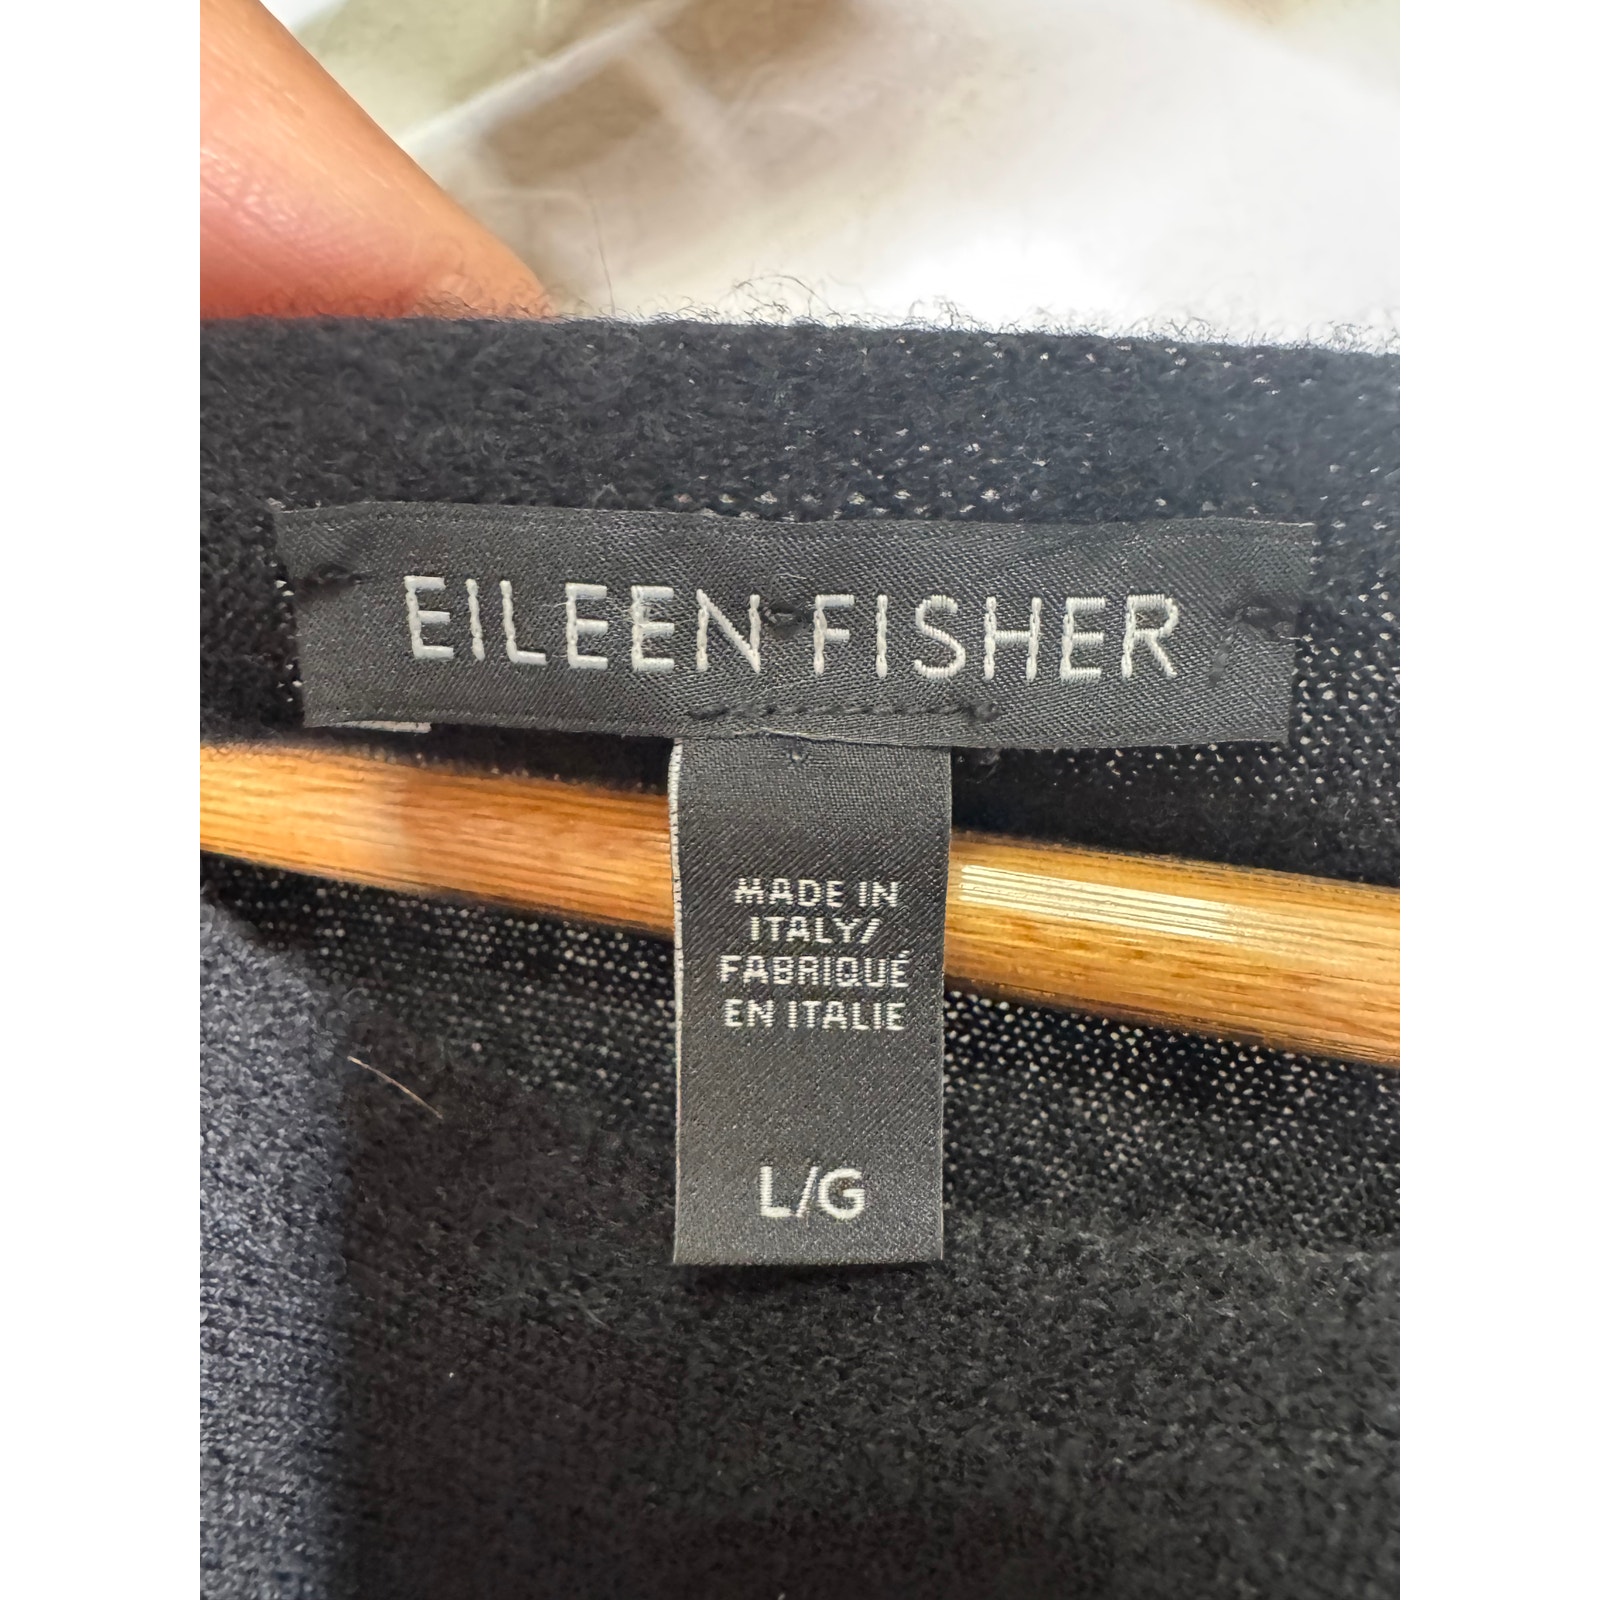 EILEEN FISHER
MADE IN
ITALY/
FABRIQUÉ
EN ITALIE
L/G